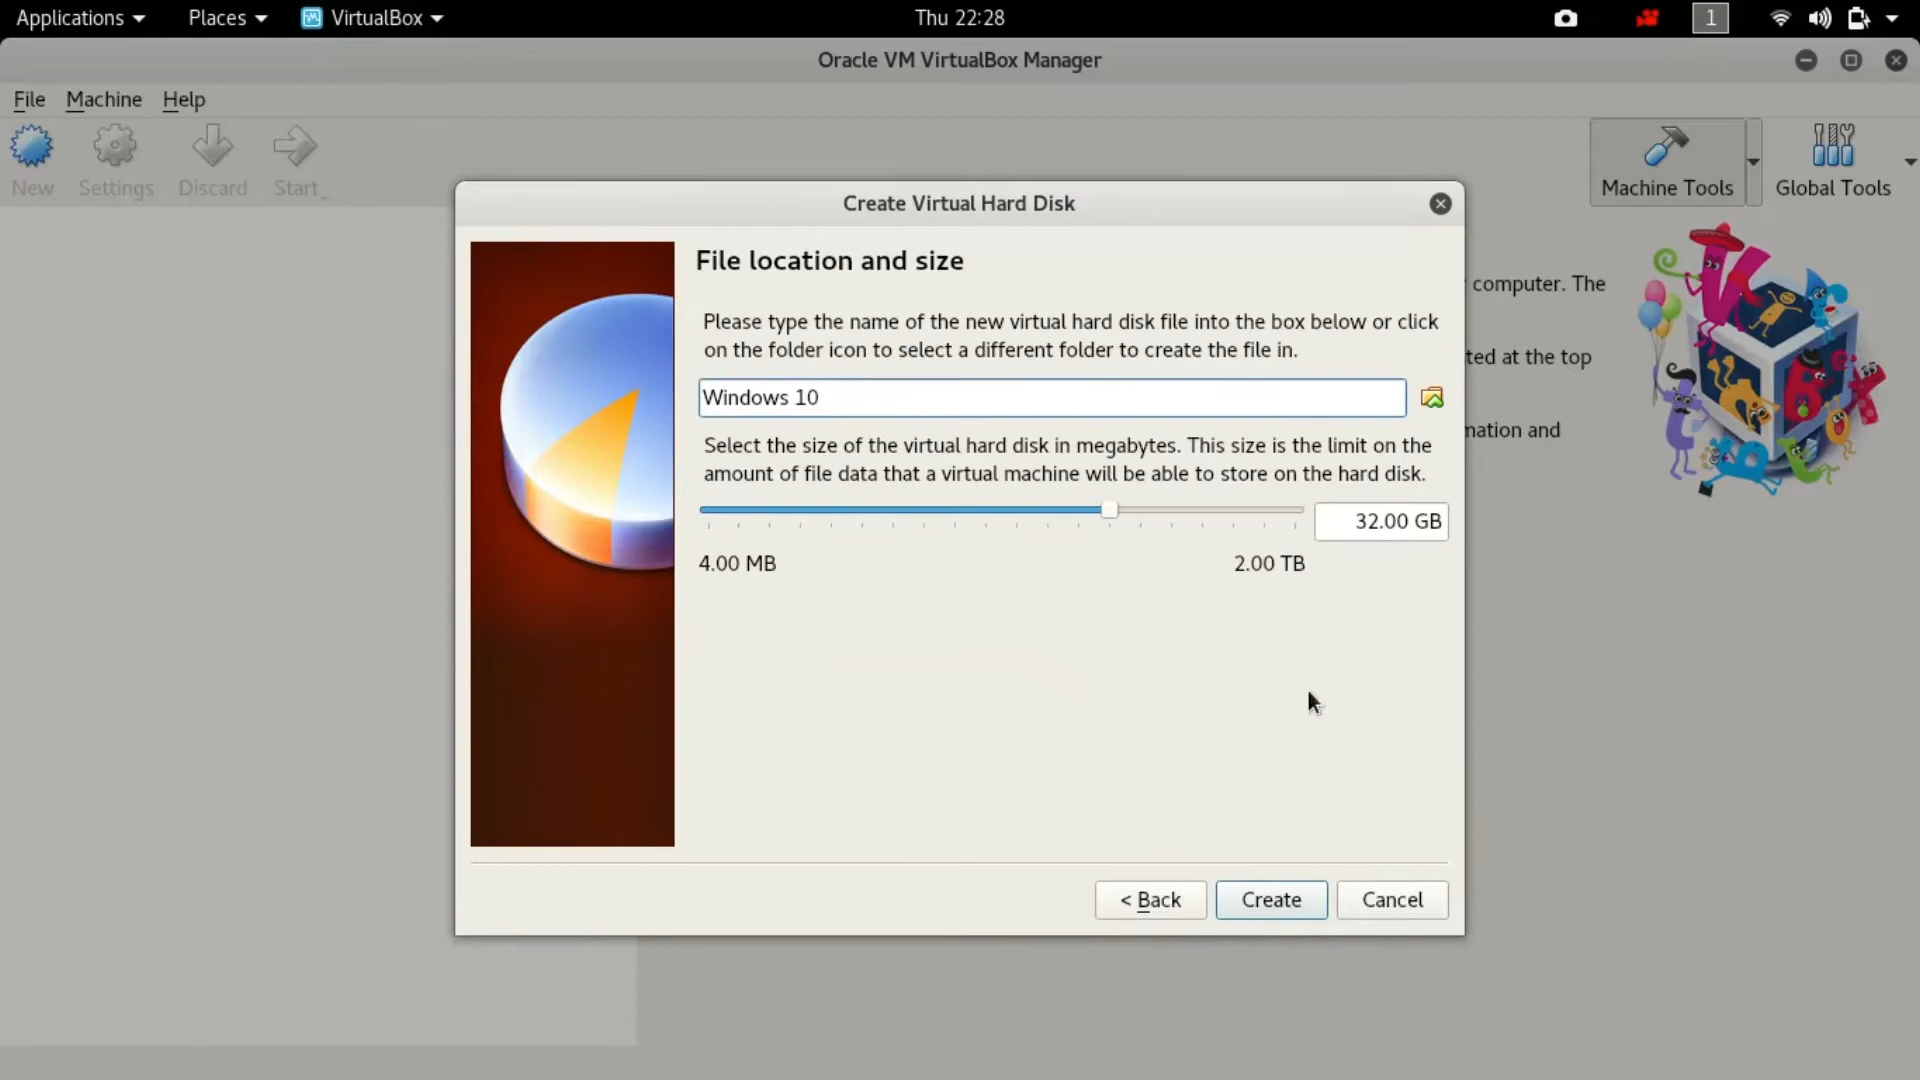 Applications Places VirtualBox Thu 22:28 1
Oracle VM VirtualBox Manager
File Machine Help
New Settings Discard Start Machine Tools Global Tools
Create Virtual Hard Disk
File location and size
computer. The
Please type the name of the new virtual hard disk file into the box below or click
on the folder icon to select a different folder to create the file in.
ted at the top
Windows 10
mation and
Select the size of the virtual hard disk in megabytes. This size is the limit on the
amount of file data that a virtual machine will be able to store on the hard disk.
32.00 GB
4.00 MB 2.00 TB
< Back Create Cancel